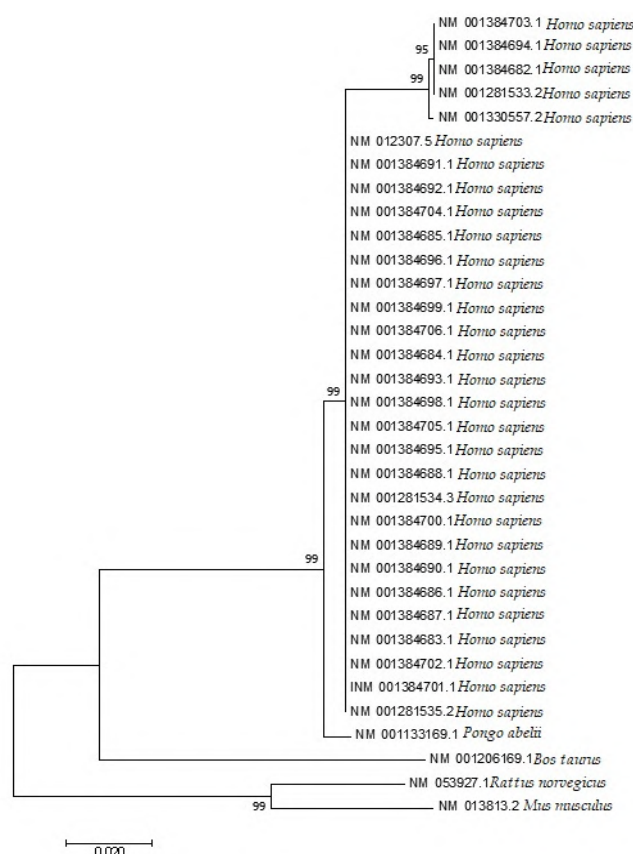 NM 001384703.1 Homo sapiens
95
NM 001384694.1 Homo sapiens
NM 001384682.1 Homo sapiens
99
NM 001281533.2 Homo sapiens
NM 001330557.2 Homo sapiens
NM 012307.5 Homo sapiens
NM 001384691.1 Homo sapiens
NM 001384692.1 Homo sapiens
NM 001384704.1 Homo sapiens
NM 001384685.1 Homo sapiens
NM 001384696.1 Homo sapiens
NM 001384697.1 Homo sapiens
NM 001384699.1 Homo sapiens
NM 001384706.1 Homo sapiens
NM 001384684.1 Homo sapiens
NM 001384693.1 Homo sapiens
99
NM 001384698.1 Homo sapiens
NM 001384705.1 Homo sapiens
NM 001384695.1 Homo sapiens
NM 001384688.1 Homo sapiens
NM 001281534.3 Homo sapiens
NM 001384700.1 Homo sapiens
NM 001384689.1 Homo sapiens
99
NM 001384690.1 Homo sapiens
NM 001384686.1 Homo sapiens
NM 001384687.1 Homo sapiens
NM 001384683.1 Homo sapiens
NM 001384702.1 Homo sapiens
INM 001384701.1 Homo sapiens
NM 001281535.2 Homo sapiens
NM 001133169.1 Pongo abelii
NM 001206169.1 Bos taurus
NM 053927.1 Rattus norvegicus
99
NM 013813.2 Mus musculus
0.020